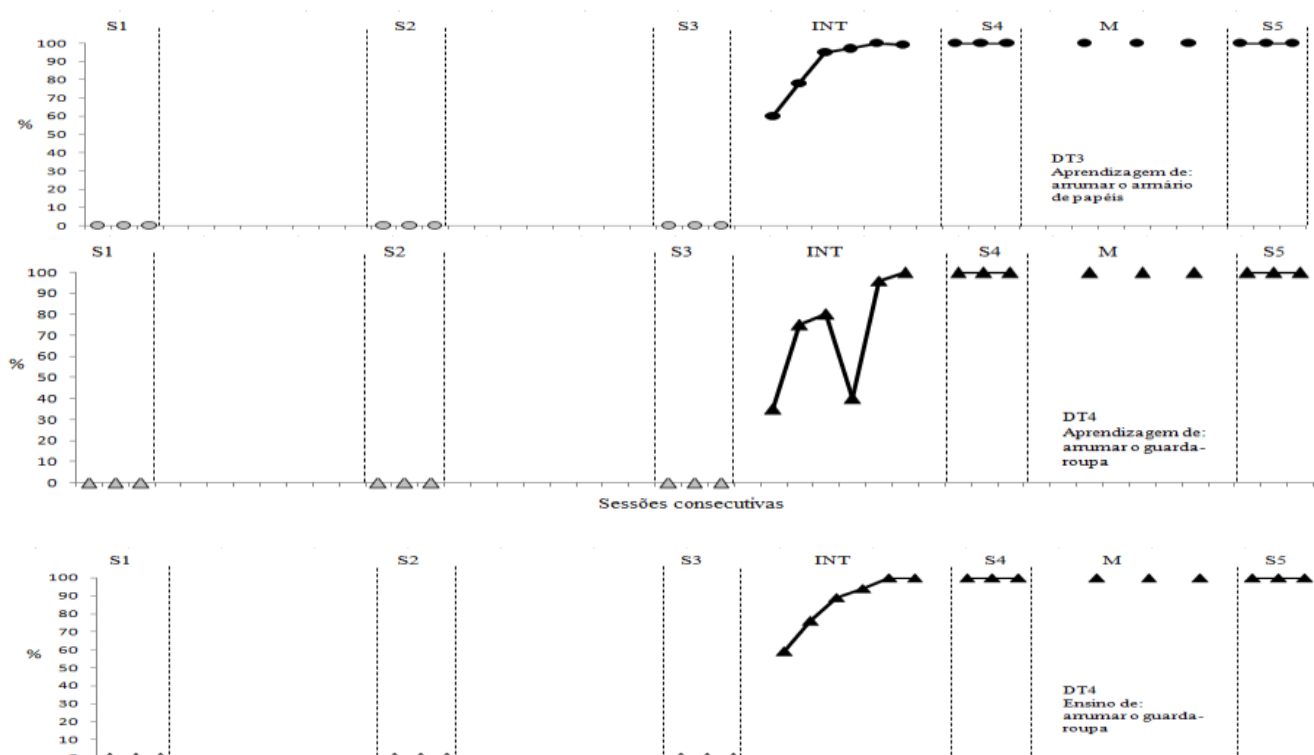 S1 S2 S3 INT S4 M S5
100
90
80
70
60
50
40
30
20
10
0
%
DT3
Aprendizagem de:
arrumar o armário
de papéis
S1 S2 S3 INT S4 M S5
100
90
80
70
60
50
40
30
20
10
0
%
DT4
Aprendizagem de:
arrumar o guarda-
roupa
Sessões consecutivas
S1 S2 S3 INT S4 M S5
100
90
80
70
60
50
40
30
20
10
%
DT4
Ensino de:
arrumar o guarda-
roupa